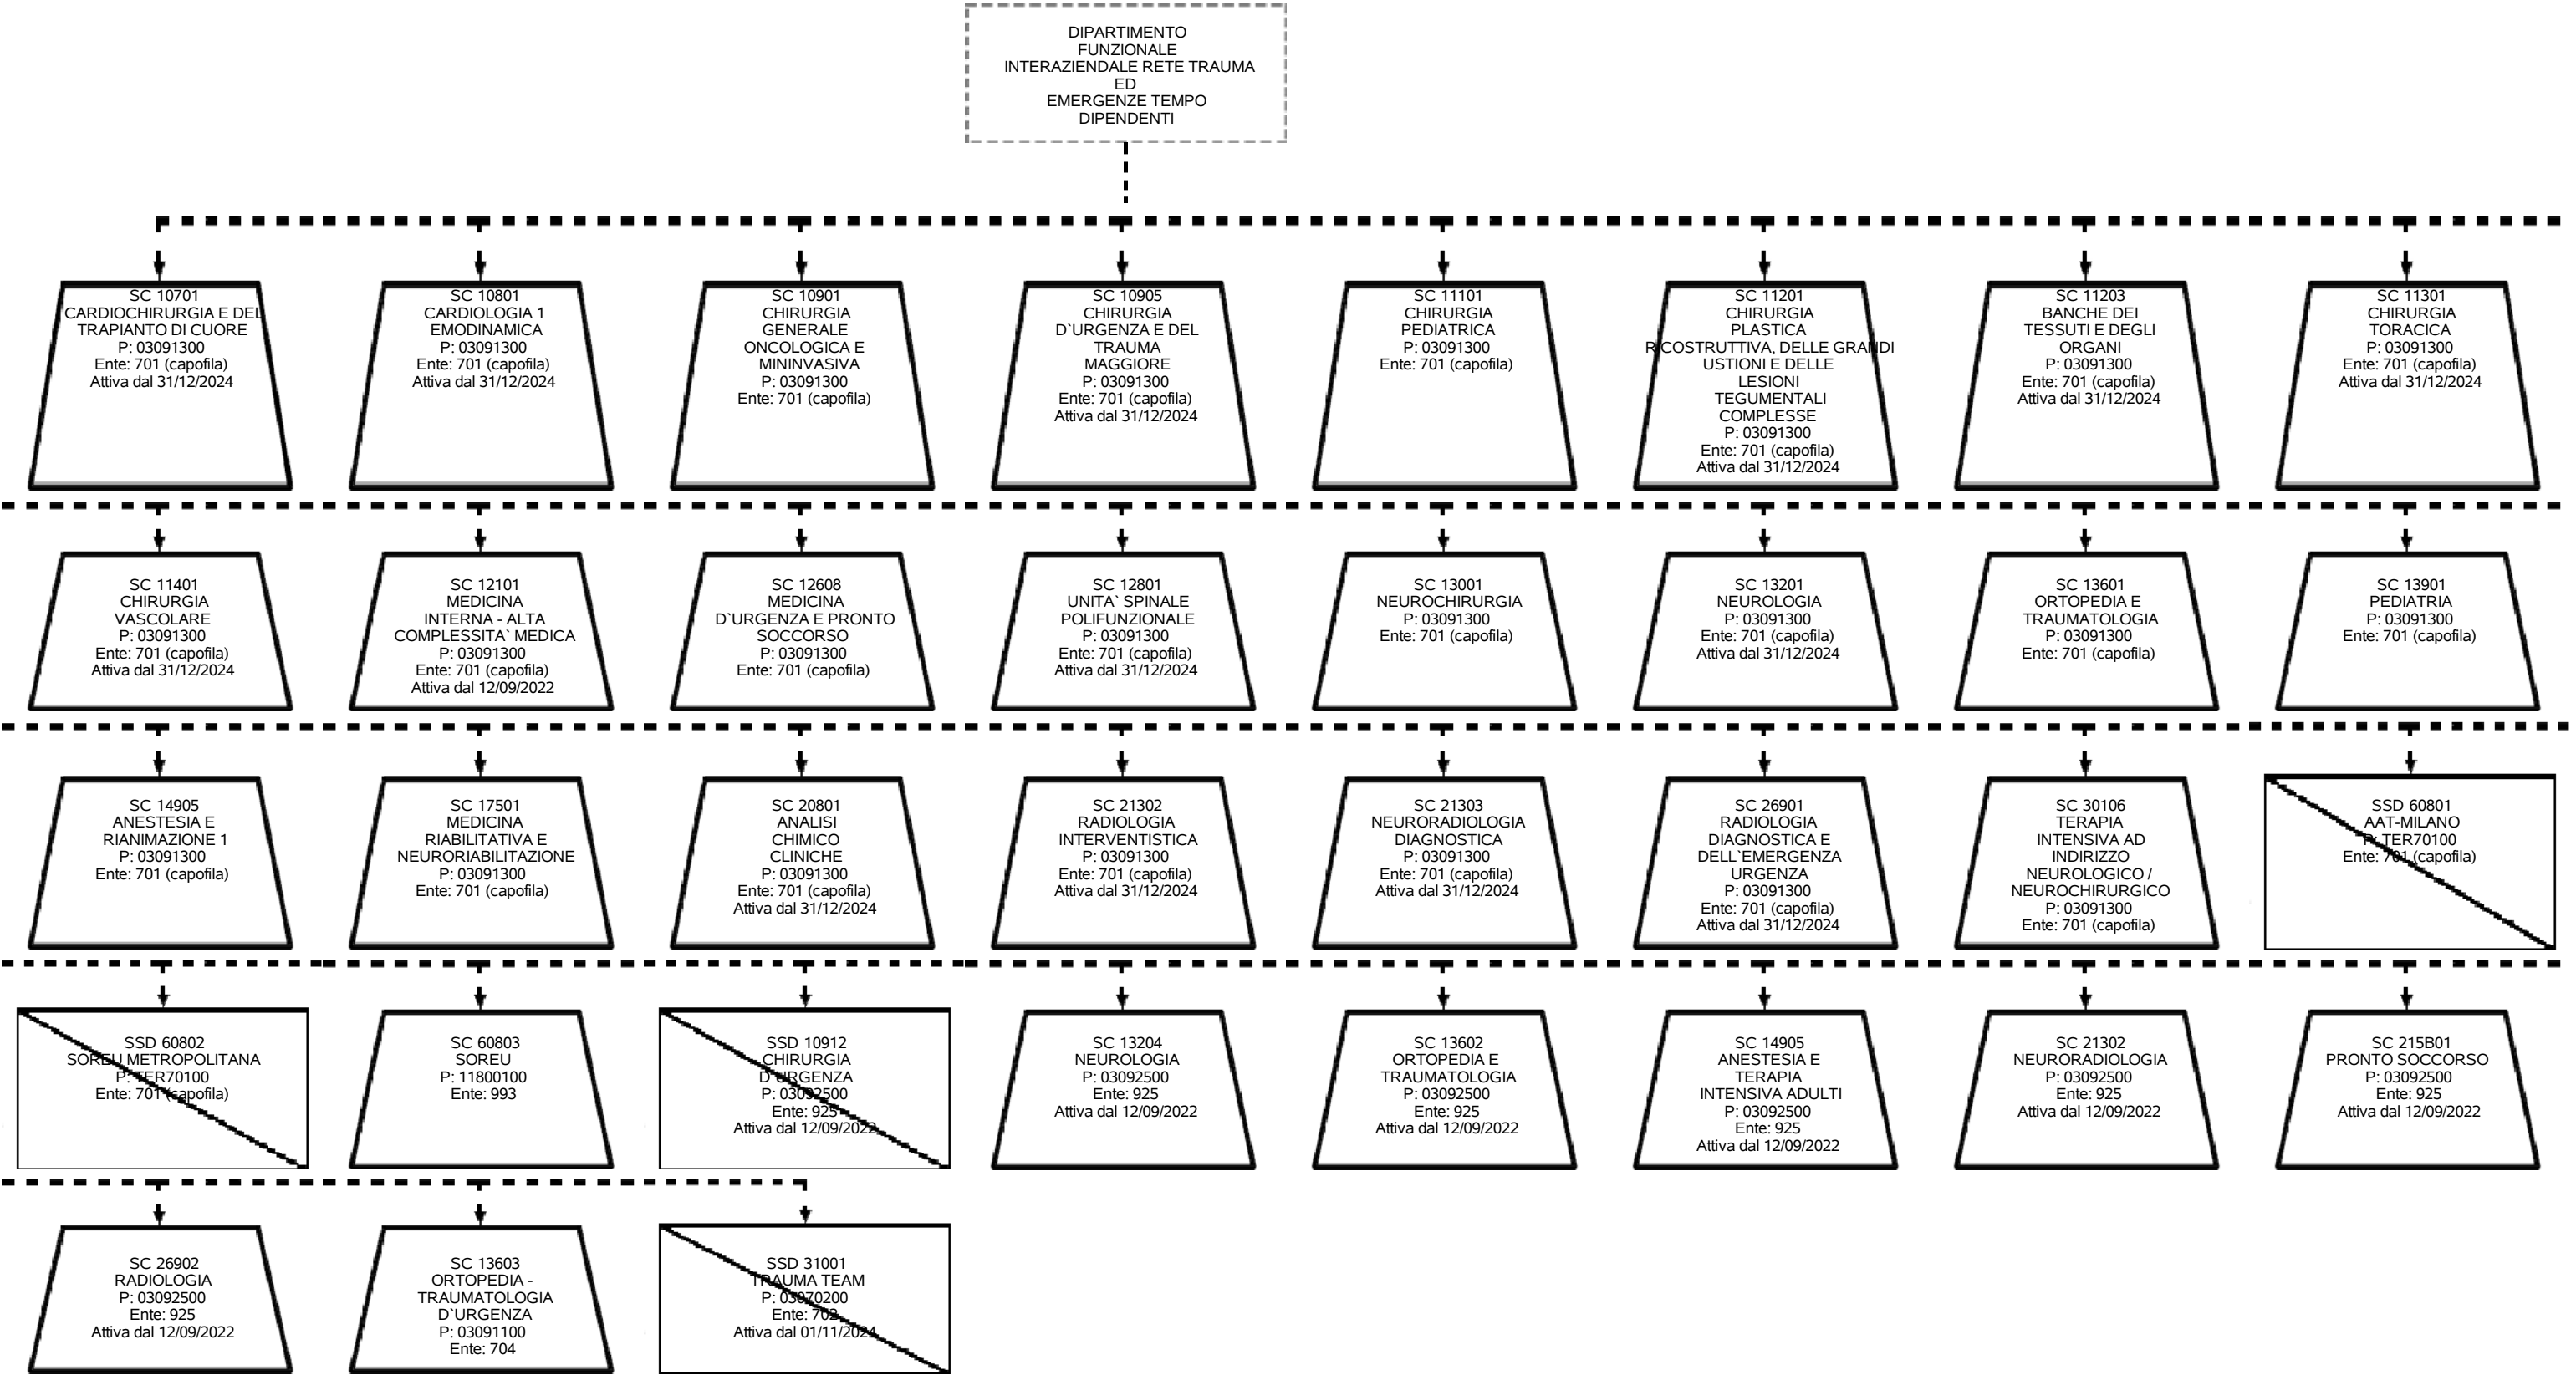 DIPARTIMENTO
FUNZIONALE
INTERAZIENDALE RETE TRAUMA
ED
EMERGENZE TEMPO
DIPENDENTI
SC 10701
CARDIOCHIRURGIA E DEL
TRAPIANTO DI CUORE
P: 03091300
Ente: 701 (capofila)
Attiva dal 31/12/2024
SC 10801
CARDIOLOGIA 1
EMODINAMICA
P: 03091300
Ente: 701 (capofila)
Attiva dal 31/12/2024
SC 10901
CHIRURGIA
GENERALE
ONCOLOGICA E
MININVASIVA
P: 03091300
Ente: 701 (capofila)
SC 10905
CHIRURGIA
D`URGENZA E DEL
TRAUMA
MAGGIORE
P: 03091300
Ente: 701 (capofila)
Attiva dal 31/12/2024
SC 11101
CHIRURGIA
PEDIATRICA
P: 03091300
Ente: 701 (capofila)
SC 11201
CHIRURGIA
PLASTICA
RICOSTRUTTIVA, DELLE GRANDI
USTIONI E DELLE
LESIONI
TEGUMENTALI
COMPLESSE
P: 03091300
Ente: 701 (capofila)
Attiva dal 31/12/2024
SC 11203
BANCHE DEI
TESSUTI E DEGLI
ORGANI
P: 03091300
Ente: 701 (capofila)
Attiva dal 31/12/2024
SC 11301
CHIRURGIA
TORACICA
P: 03091300
Ente: 701 (capofila)
Attiva dal 31/12/2024
SC 11401
CHIRURGIA
VASCOLARE
P: 03091300
Ente: 701 (capofila)
Attiva dal 31/12/2024
SC 12101
MEDICINA
INTERNA - ALTA
COMPLESSITA` MEDICA
P: 03091300
Ente: 701 (capofila)
Attiva dal 12/09/2022
SC 12608
MEDICINA
D`URGENZA E PRONTO
SOCCORSO
P: 03091300
Ente: 701 (capofila)
SC 12801
UNITA` SPINALE
POLIFUNZIONALE
P: 03091300
Ente: 701 (capofila)
Attiva dal 31/12/2024
SC 13001
NEUROCHIRURGIA
P: 03091300
Ente: 701 (capofila)
SC 13201
NEUROLOGIA
P: 03091300
Ente: 701 (capofila)
Attiva dal 31/12/2024
SC 13601
ORTOPEDIA E
TRAUMATOLOGIA
P: 03091300
Ente: 701 (capofila)
SC 13901
PEDIATRIA
P: 03091300
Ente: 701 (capofila)
SC 14905
ANESTESIA E
RIANIMAZIONE 1
P: 03091300
Ente: 701 (capofila)
SC 17501
MEDICINA
RIABILITATIVA E
NEURORIABILITAZIONE
P: 03091300
Ente: 701 (capofila)
SC 20801
ANALISI
CHIMICO
CLINICHE
P: 03091300
Ente: 701 (capofila)
Attiva dal 31/12/2024
SC 21302
RADIOLOGIA
INTERVENTISTICA
P: 03091300
Ente: 701 (capofila)
Attiva dal 31/12/2024
SC 21303
NEURORADIOLOGIA
DIAGNOSTICA
P: 03091300
Ente: 701 (capofila)
Attiva dal 31/12/2024
SC 26901
RADIOLOGIA
DIAGNOSTICA E
DELL`EMERGENZA
URGENZA
P: 03091300
Ente: 701 (capofila)
Attiva dal 31/12/2024
SC 30106
TERAPIA
INTENSIVA AD
INDIRIZZO
NEUROLOGICO /
NEUROCHIRURGICO
P: 03091300
Ente: 701 (capofila)
SSD 60801
AAT-MILANO
P: TER70100
Ente: 701 (capofila)
SSD 60802
SOREU METROPOLITANA
P: TER70100
Ente: 701 (capofila)
SC 60803
SOREU
P: 11800100
Ente: 993
SSD 10912
CHIRURGIA
D`URGENZA
P: 03092500
Ente: 925
Attiva dal 12/09/2022
SC 13204
NEUROLOGIA
P: 03092500
Ente: 925
Attiva dal 12/09/2022
SC 13602
ORTOPEDIA E
TRAUMATOLOGIA
P: 03092500
Ente: 925
Attiva dal 12/09/2022
SC 14905
ANESTESIA E
TERAPIA
INTENSIVA ADULTI
P: 03092500
Ente: 925
Attiva dal 12/09/2022
SC 21302
NEURORADIOLOGIA
P: 03092500
Ente: 925
Attiva dal 12/09/2022
SC 215B01
PRONTO SOCCORSO
P: 03092500
Ente: 925
Attiva dal 12/09/2022
SC 26902
RADIOLOGIA
P: 03092500
Ente: 925
Attiva dal 12/09/2022
SC 13603
ORTOPEDIA -
TRAUMATOLOGIA
D`URGENZA
P: 03091100
Ente: 704
SSD 31001
TRAUMA TEAM
P: 03070200
Ente: 702
Attiva dal 01/11/2024